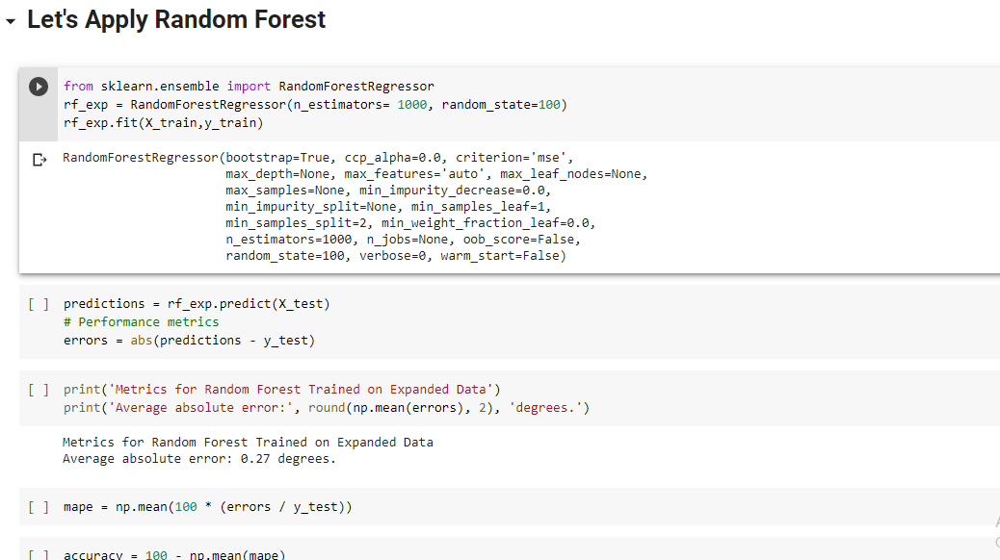 Let's Apply Random Forest
from sklearn.ensemble import RandomForestRegressor
rf_exp = RandomForestRegressor(n_estimators= 1000, random_state=100)
rf_exp.fit(X_train,y_train)
RandomForestRegressor(bootstrap=True, ccp_alpha=0.0, criterion='mse',
max_depth=None, max_features='auto', max_leaf_nodes=None,
max_samples=None, min_impurity_decrease=0.0,
min_impurity_split=None, min_samples_leaf=1,
min_samples_split=2, min_weight_fraction_leaf=0.0,
n_estimators=1000, n_jobs=None, oob_score=False,
random_state=100, verbose=0, warm_start=False)
[ ] predictions = rf_exp.predict(X_test)
# Performance metrics
errors = abs(predictions - y_test)
[ ] print('Metrics for Random Forest Trained on Expanded Data')
print('Average absolute error:', round(np.mean(errors), 2), 'degrees.')
Metrics for Random Forest Trained on Expanded Data
Average absolute error: 0.27 degrees.
[ ] mape = np.mean(100 * (errors / y_test))
[ ] accuracy = 100 - np.mean(mape)